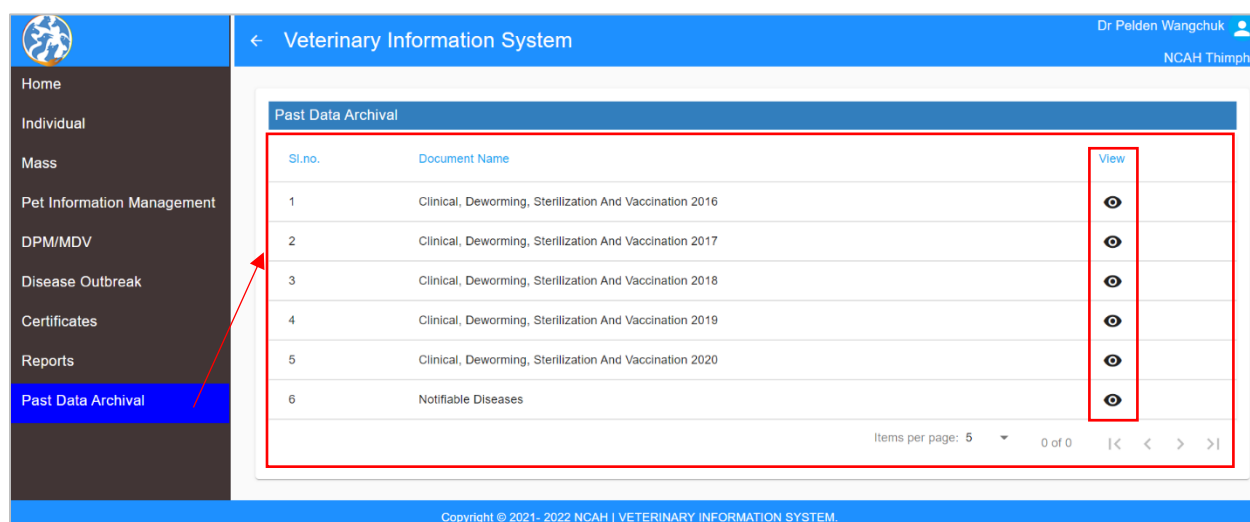 Dr Pelden Wangchuk
Veterinary Information System
NCAH Thimph
Home
Individual
Mass
Pet Information Management
DPM/MDV
Disease Outbreak
Certificates
Reports
Past Data Archival
Past Data Archival
Sl.no. Document Name View
1 Clinical, Deworming, Sterilization And Vaccination 2016
2 Clinical, Deworming, Sterilization And Vaccination 2017
3 Clinical, Deworming, Sterilization And Vaccination 2018
4 Clinical, Deworming, Sterilization And Vaccination 2019
5 Clinical, Deworming, Sterilization And Vaccination 2020
6 Notifiable Diseases
Items per page: 5 0 of 0
Copyright © 2021- 2022 NCAH | VETERINARY INFORMATION SYSTEM.